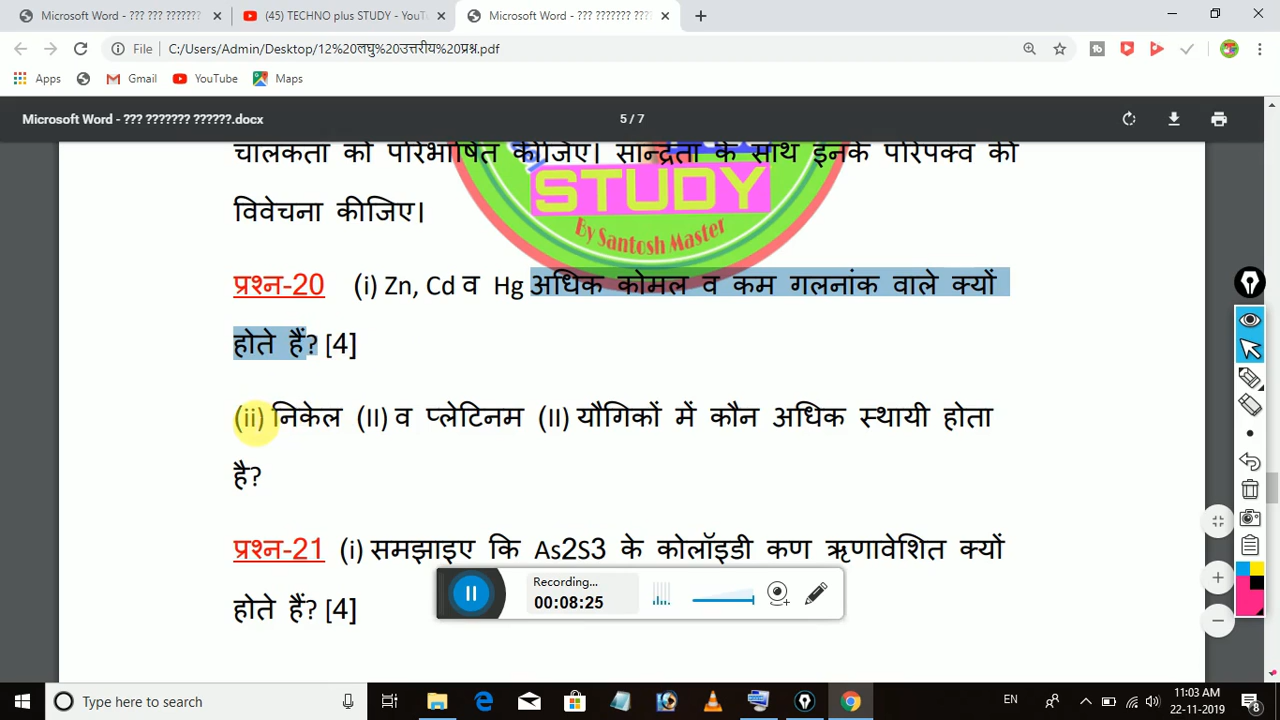 Microsoft Word - ??? ??????? ???
(45) TECHNO plus STUDY - YouT
Microsoft Word - ??? ??????? ???
File C:/Users/Admin/Desktop/12%20लघु%20उत्तरीय%20प्रश्न.pdf
Apps Gmail YouTube Maps
Microsoft Word - ??? ??????? ??????.docx 5 / 7
चालकता को परिभाषित कीजिए। सान्द्रता के साथ इनके परिपक्व की
STUDY
विवेचना कीजिए।
By Santosh Master
प्रश्न-20 (i) Zn, Cd व Hg अधिक कोमल व कम गलनांक वाले क्यों
होते हैं? [4]
(ii) निकेल (II) व प्लेटिनम (II) यौगिकों में कौन अधिक स्थायी होता
है?
प्रश्न-21 (i) समझाइए कि As2S3 के कोलॉइडी कण ऋणावेशित क्यों
होते हैं? [4]
Recording...
00:08:25
Type here to search
EN
11:03 AM
22-11-2019
8